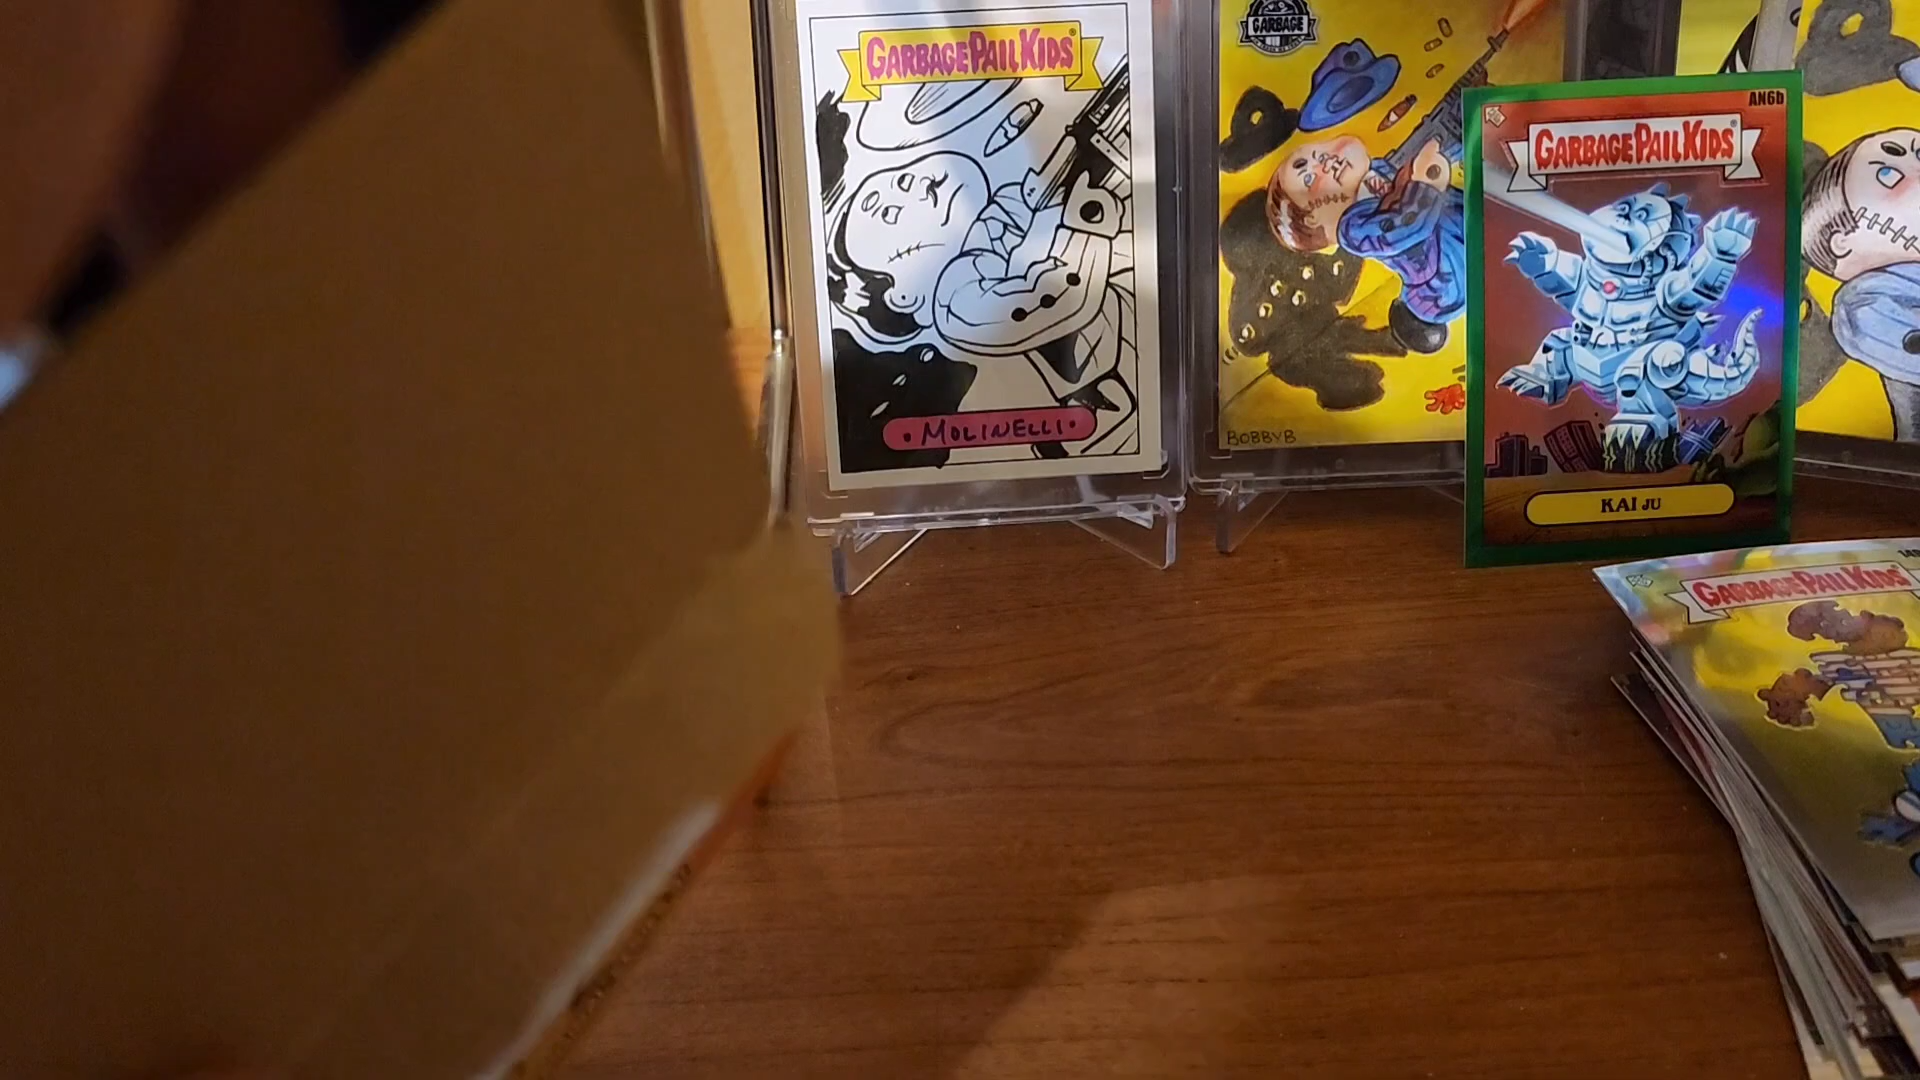 GARBAGE PAIL KIDS
MOLINELLI
GARBAGE
BOBBYB
AN6b
GARBAGE PAIL KIDS
KAI JU
GARBAGE PAIL KIDS